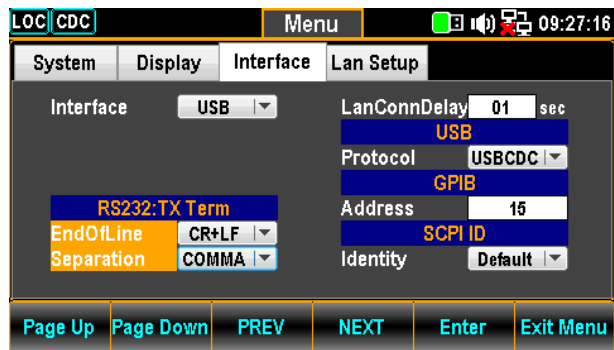 LOC CDC Menu 09:27:16
System Display Interface Lan Setup
Interface USB
LanConnDelay 01 sec
USB
Protocol USBCDC
GPIB
RS232:TX Term
Address 15
EndOfLine CR+LF
SCPI ID
Separation COMMA
Identity Default
Page Up Page Down PREV NEXT Enter Exit Menu